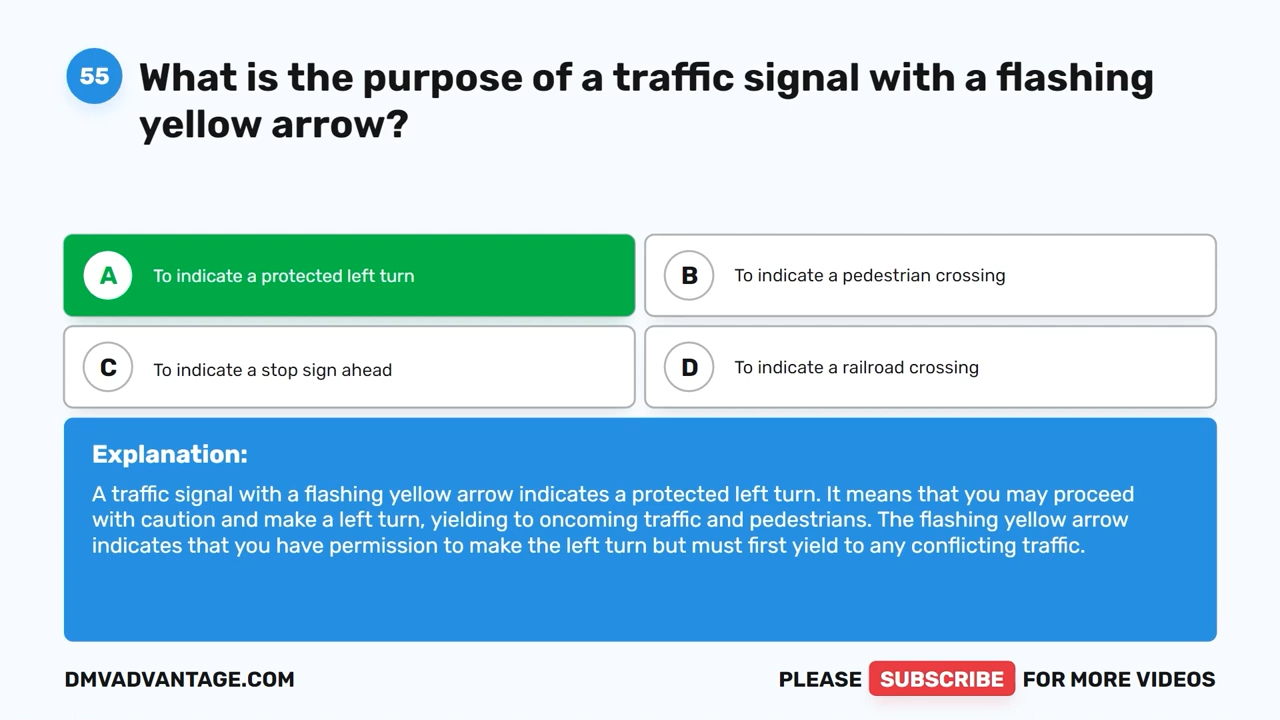 55
What is the purpose of a traffic signal with a flashing
yellow arrow?
A To indicate a protected left turn
B To indicate a pedestrian crossing
C To indicate a stop sign ahead
D To indicate a railroad crossing
Explanation:
A traffic signal with a flashing yellow arrow indicates a protected left turn. It means that you may proceed
with caution and make a left turn, yielding to oncoming traffic and pedestrians. The flashing yellow arrow
indicates that you have permission to make the left turn but must first yield to any conflicting traffic.
DMVADVANTAGE.COM
PLEASE SUBSCRIBE FOR MORE VIDEOS